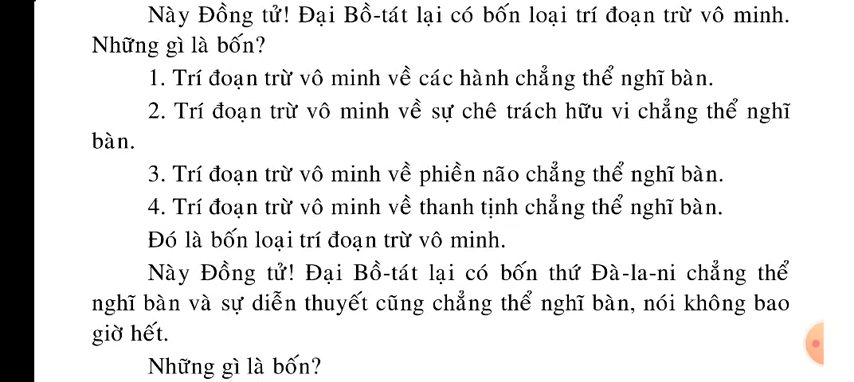 Này Đồng tử! Đại Bồ-tát lại có bốn loại trí đoạn trừ vô minh.
Những gì là bốn?
1. Trí đoạn trừ vô minh về các hành chẳng thể nghĩ bàn.
2. Trí đoạn trừ vô minh về sự chê trách hữu vi chẳng thể nghĩ
bàn.
3. Trí đoạn trừ vô minh về phiền não chẳng thể nghĩ bàn.
4. Trí đoạn trừ vô minh về thanh tịnh chẳng thể nghĩ bàn.
Đó là bốn loại trí đoạn trừ vô minh.
Này Đồng tử! Đại Bồ-tát lại có bốn thứ Đà-la-ni chẳng thể
nghĩ bàn và sự diễn thuyết cũng chẳng thể nghĩ bàn, nói không bao
giờ hết.
Những gì là bốn?